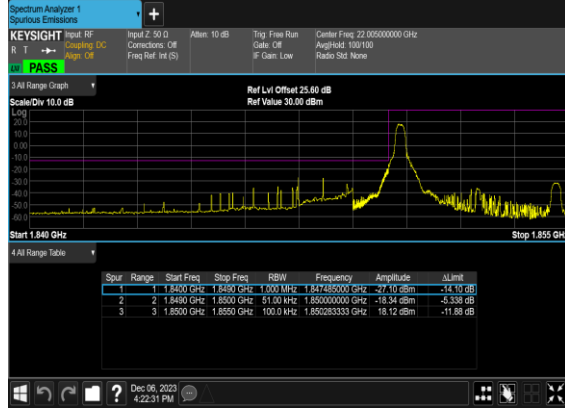 Spectrum Analyzer 1
Spurious Emissions
KEYSIGHT Input: RF Input Z: 50 Ω Atten: 10 dB Trig: Free Run Center Freq: 22.005000000 GHz
R T Coupling: DC Corrections: Off Gate: Off Avg|Hold: 100/100
Align: Off Freq Ref: Int (S) IF Gain: Low Radio Std: None
PASS
3 All Range Graph
Ref Lvl Offset 25.60 dB
Scale/Div 10.0 dB Ref Value 30.00 dBm
Log
20.0
10.0
0.00
-10.0
-20.0
-30.0
-40.0
-50.0
-60.0
Start 1.840 GHz Stop 1.855 GH
4 All Range Table
Spur Range Start Freq Stop Freq RBW Frequency Amplitude ΔLimit
1 1 1.8400 GHz 1.8490 GHz 1.000 MHz 1.847485000 GHz -27.10 dBm -14.10 dB
2 2 1.8490 GHz 1.8500 GHz 51.00 kHz 1.850000000 GHz -18.34 dBm -5.338 dB
3 3 1.8500 GHz 1.8550 GHz 100.0 kHz 1.850283333 GHz 18.12 dBm -11.88 dB
? Dec 06, 2023
4:22:31 PM